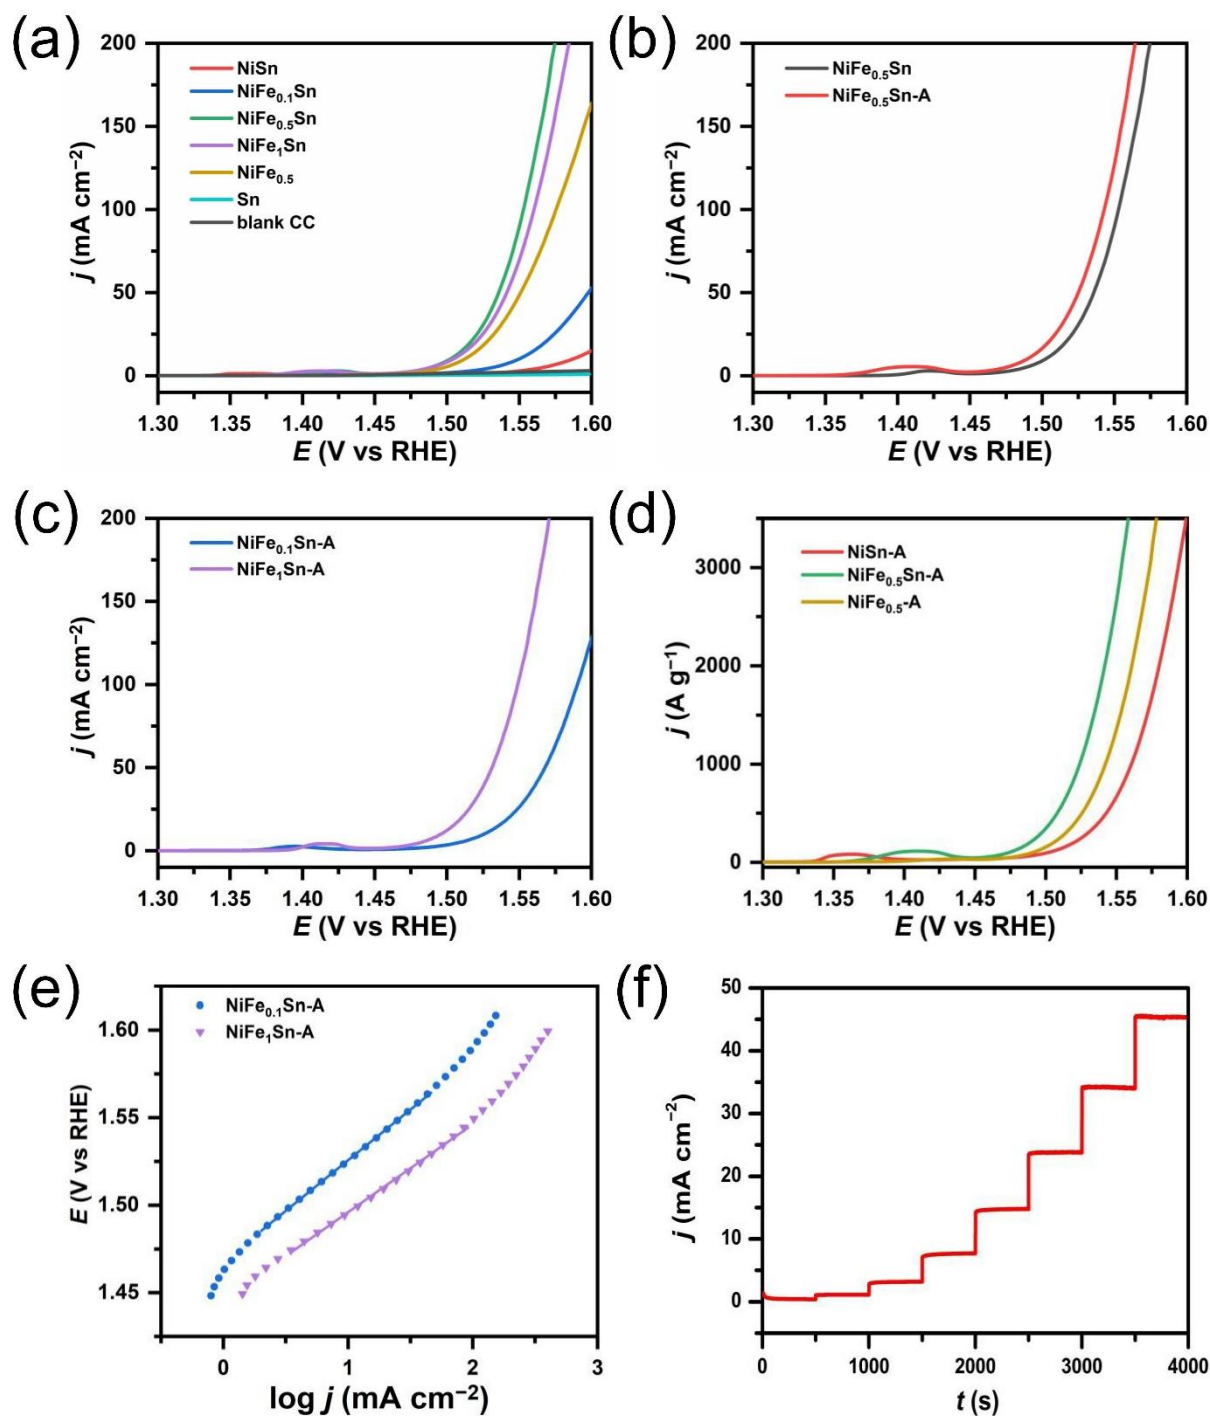 (a)
200
150
100
50
0
j (mA cm⁻²)
NiSn
NiFe₀.₁Sn
NiFe₀.₅Sn
NiFe₁Sn
NiFe₀.₅
Sn
blank CC
1.30 1.35 1.40 1.45 1.50 1.55 1.60
E (V vs RHE)
(b)
200
150
100
50
0
j (mA cm⁻²)
NiFe₀.₅Sn
NiFe₀.₅Sn-A
1.30 1.35 1.40 1.45 1.50 1.55 1.60
E (V vs RHE)
(c)
200
150
100
50
0
j (mA cm⁻²)
NiFe₀.₁Sn-A
NiFe₁Sn-A
1.30 1.35 1.40 1.45 1.50 1.55 1.60
E (V vs RHE)
(d)
3000
2000
1000
0
j (A g⁻¹)
NiSn-A
NiFe₀.₅Sn-A
NiFe₀.₅-A
1.30 1.35 1.40 1.45 1.50 1.55 1.60
E (V vs RHE)
(e)
1.60
1.55
1.50
1.45
E (V vs RHE)
NiFe₀.₁Sn-A
NiFe₁Sn-A
0 1 2 3
log j (mA cm⁻²)
(f)
50
40
30
20
10
0
j (mA cm⁻²)
0 1000 2000 3000 4000
t (s)